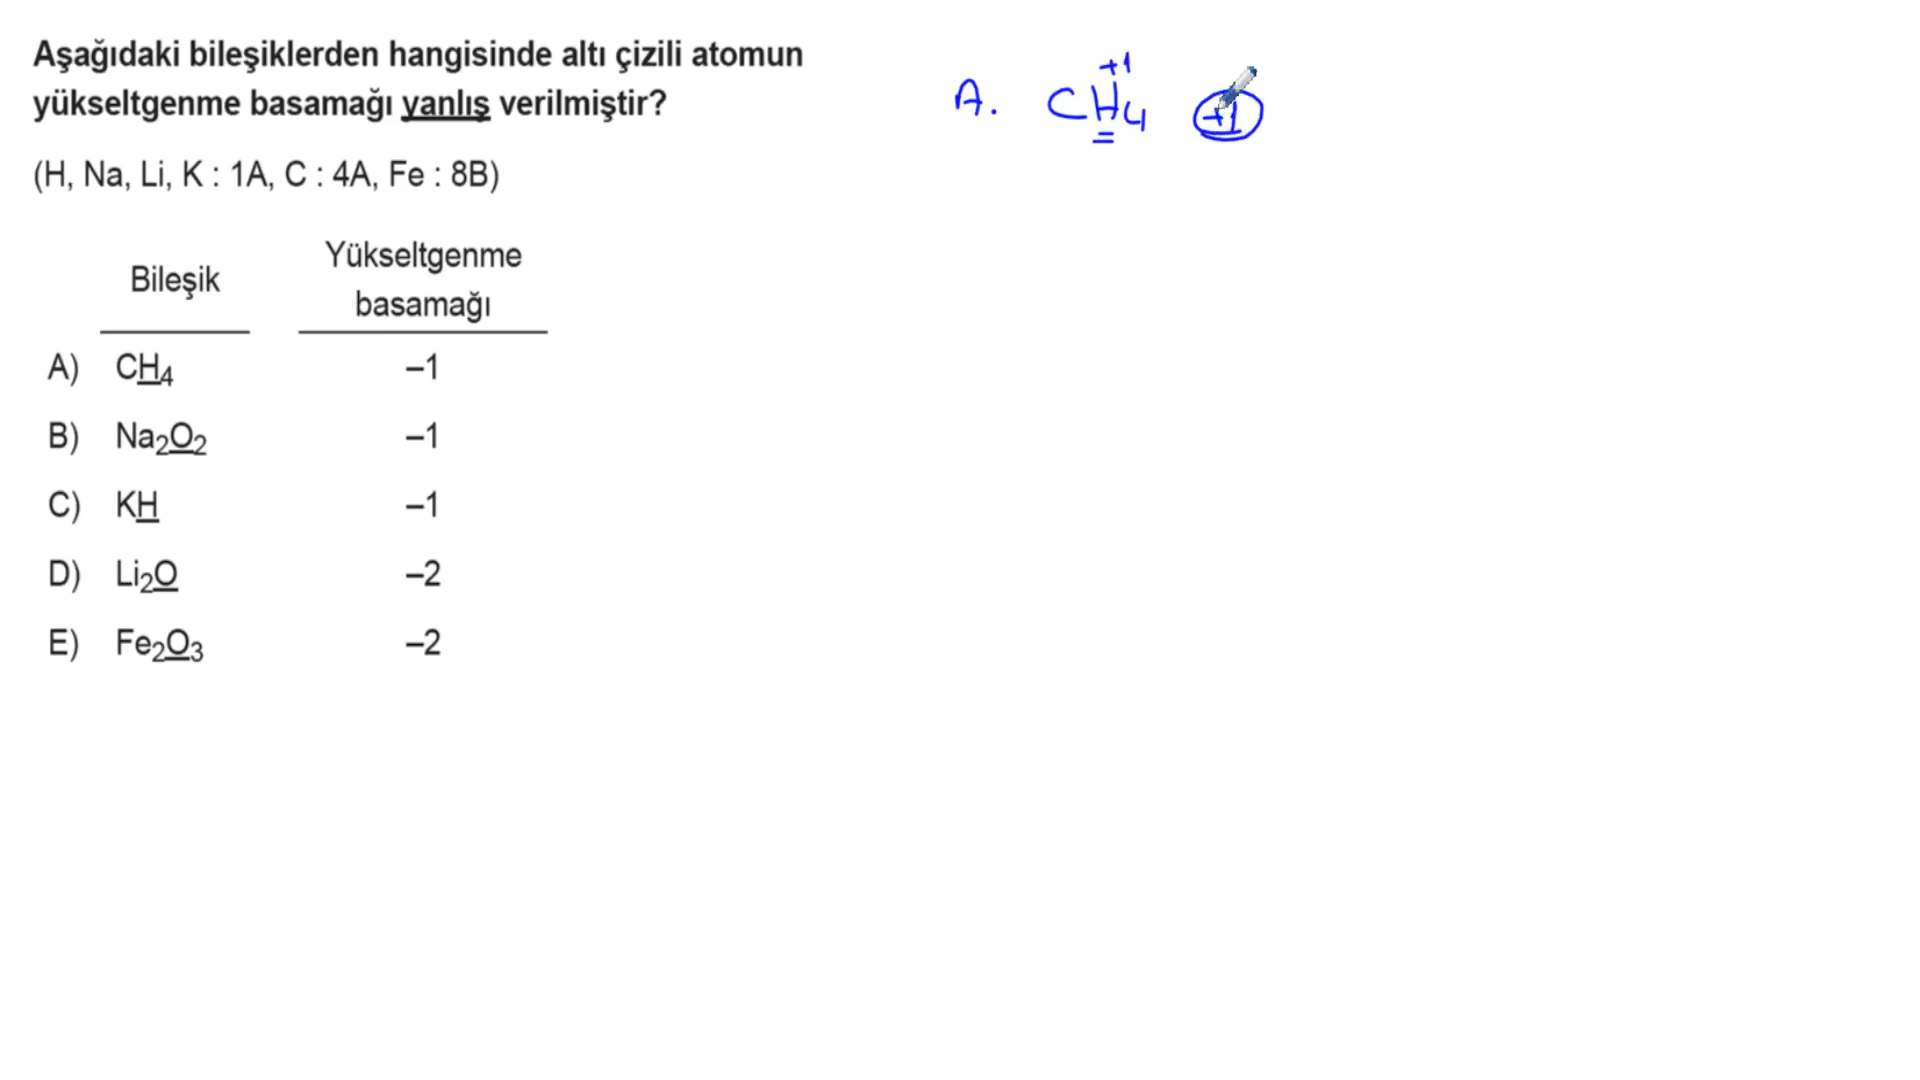 Aşağıdaki bileşiklerden hangisinde altı çizili atomun
yükseltgenme basamağı yanlış verilmiştir?
(H, Na, Li, K : 1A, C : 4A, Fe : 8B)
Bileşik
Yükseltgenme
basamağı
A) CH₄ –1
B) Na₂O₂ –1
C) KH –1
D) Li₂O –2
E) Fe₂O₃ –2
+1
A. CH₄ +1